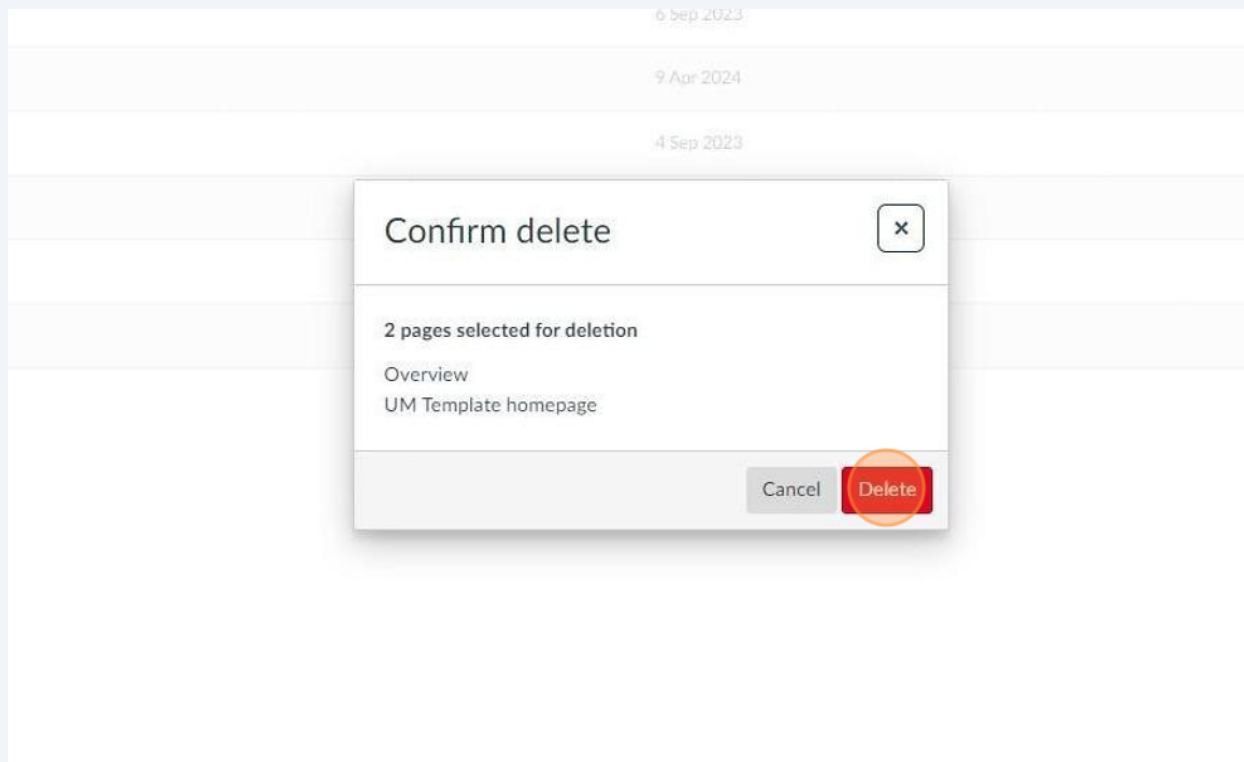 6 Sep 2023
9 Apr 2024
4 Sep 2023
Confirm delete
×
2 pages selected for deletion
Overview
UM Template homepage
Cancel
Delete